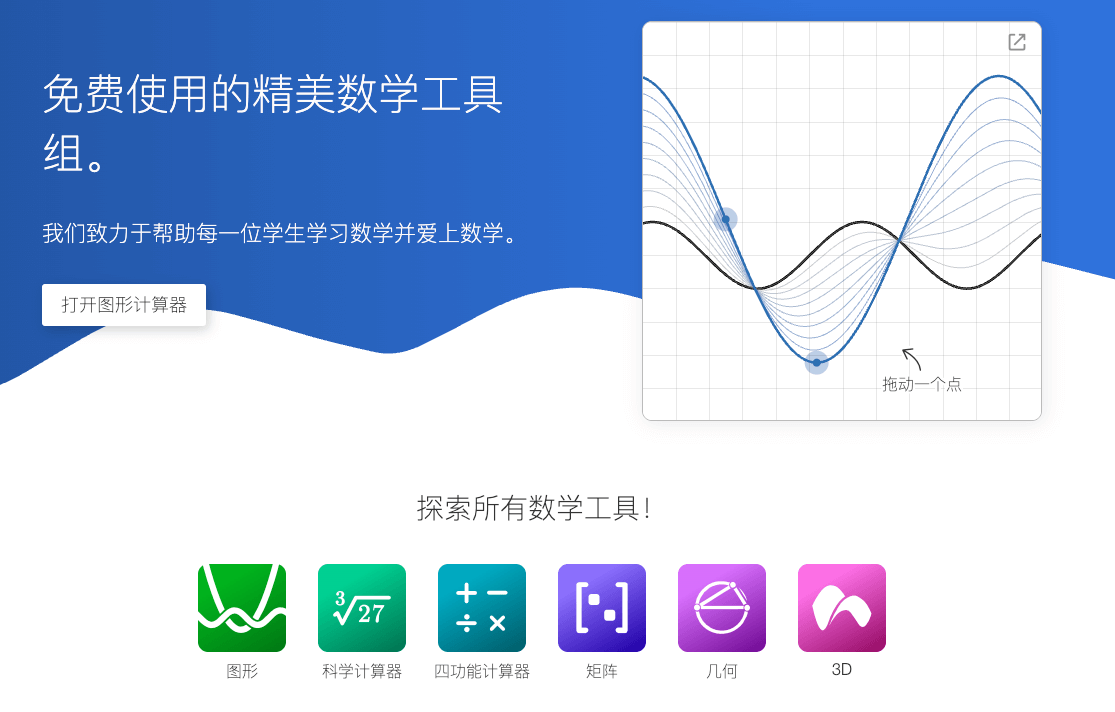 免费使用的精美数学工具
组。
我们致力于帮助每一位学生学习数学并爱上数学。
打开图形计算器
拖动一个点
探索所有数学工具！
3√27
+ −
÷ ×
图形
科学计算器
四功能计算器
矩阵
几何
3D